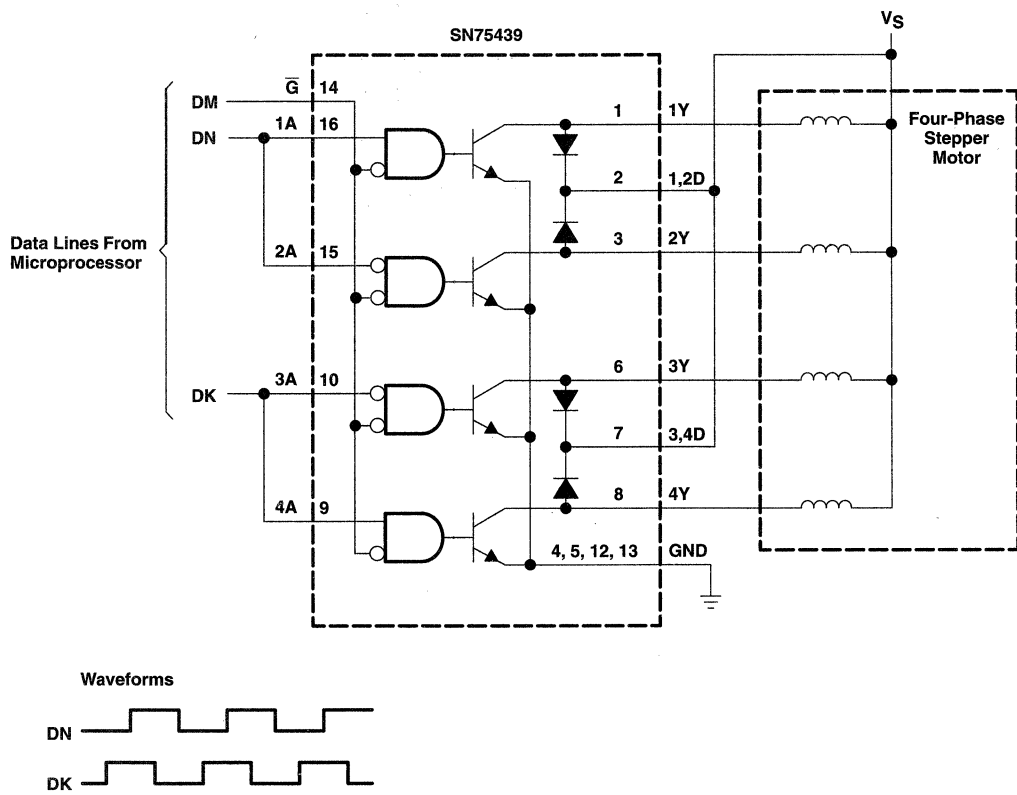 SN75439
VS
DM
G 14
DN
1A 16
1 1Y
Four-Phase
Stepper
Motor
2 1,2D
Data Lines From
Microprocessor
2A 15
3 2Y
DK
3A 10
6 3Y
7 3,4D
4A 9
8 4Y
4, 5, 12, 13 GND
Waveforms
DN
DK